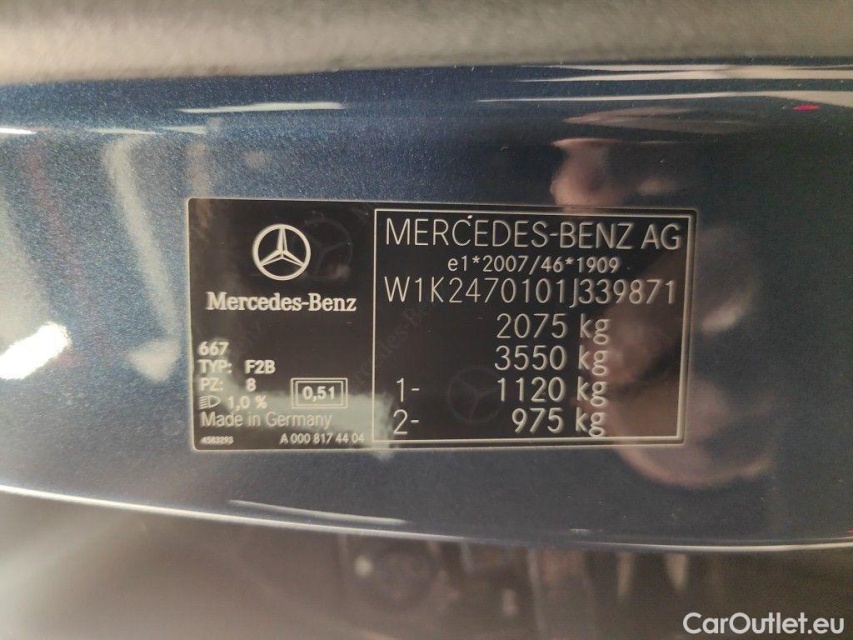 Mercedes-Benz
667
TYP: F2B
PZ: 8
1,0 %
0,51
Made in Germany
4583293
A 000 817 44 04
MERCEDES-BENZ AG
e1*2007/46*1909
W1K2470101J339871
2075 kg
3550 kg
1- 1120 kg
2- 975 kg
CarOutlet.eu